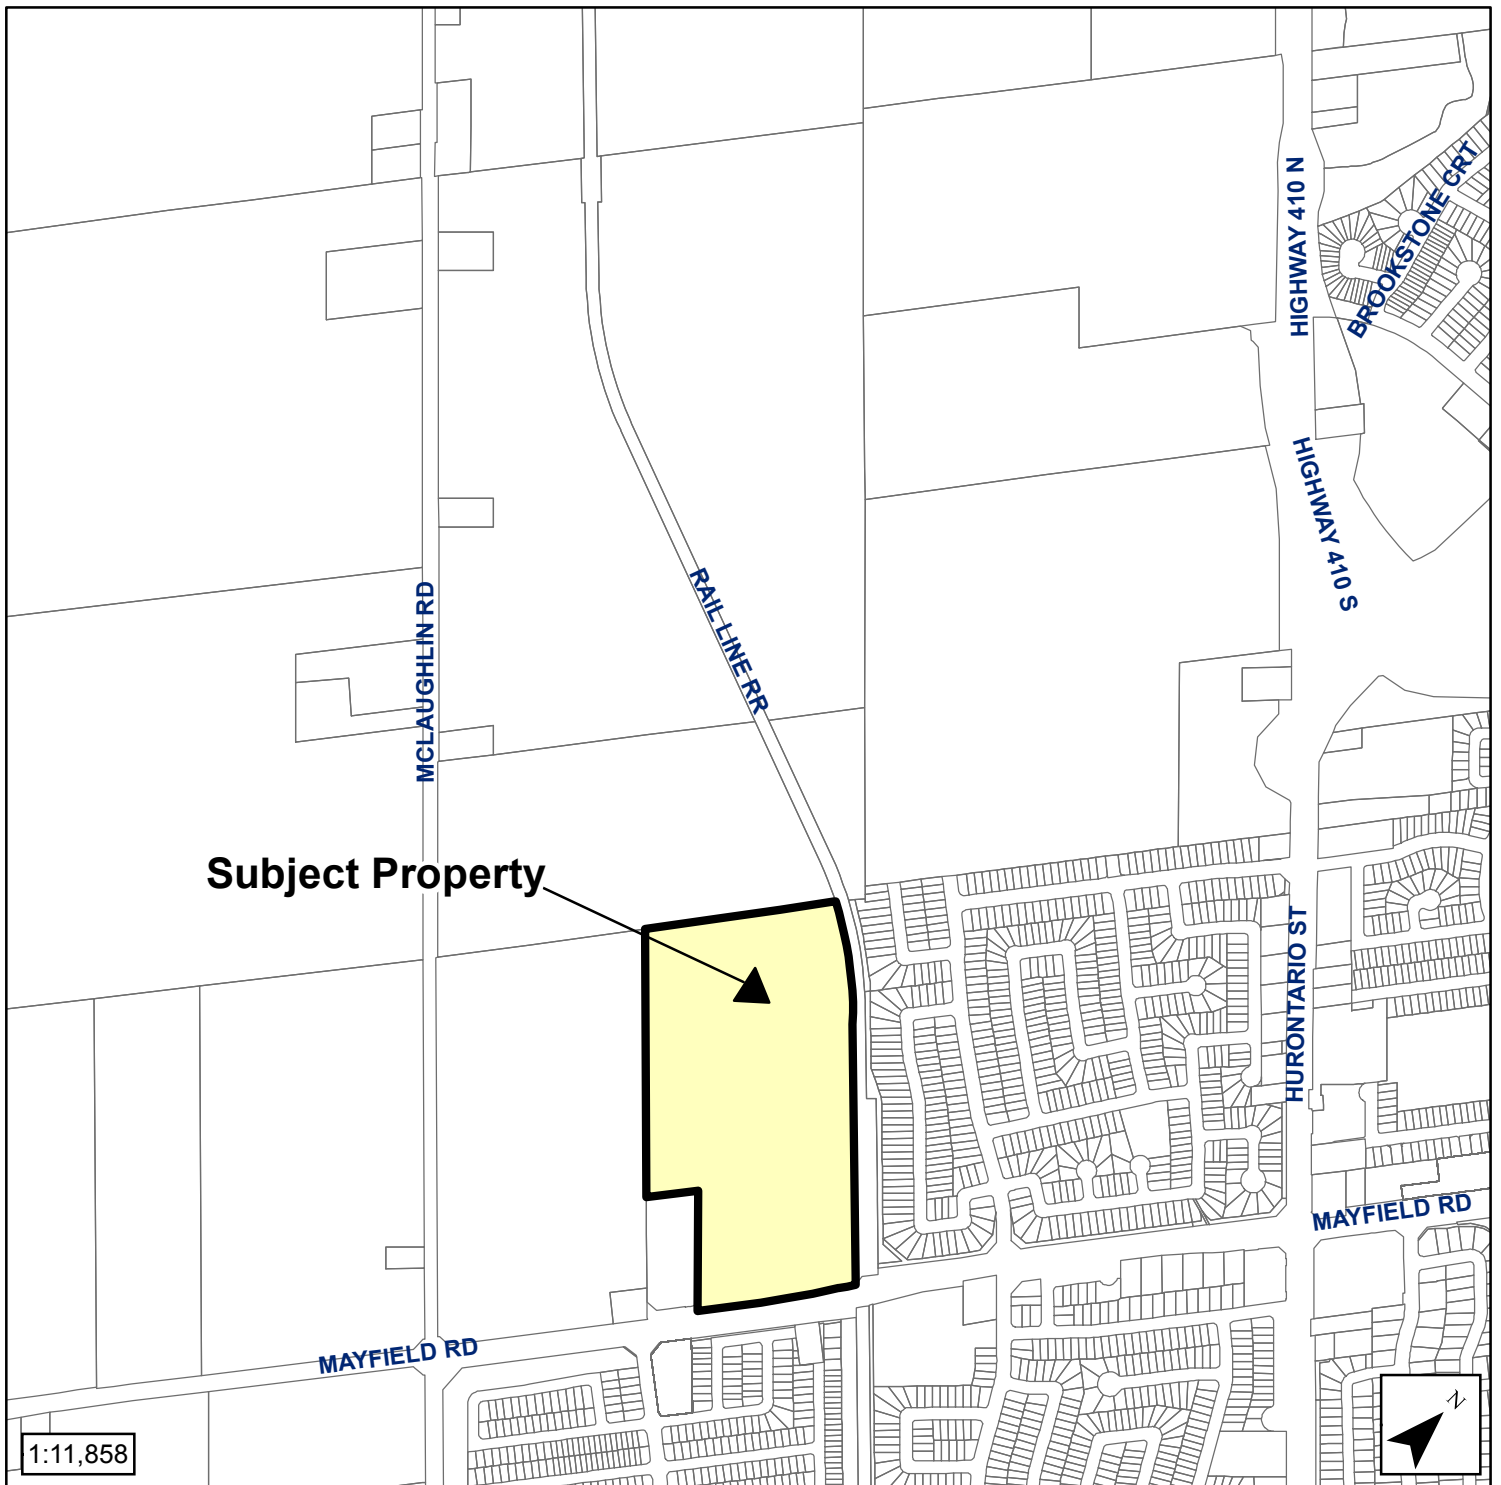 HIGHWAY 410 N
BROOKSTONE CRT
HIGHWAY 410 S
MCLAUGHLIN RD
RAIL LINE RR
Subject Property
HURONTARIO ST
MAYFIELD RD
MAYFIELD RD
N
1:11,858